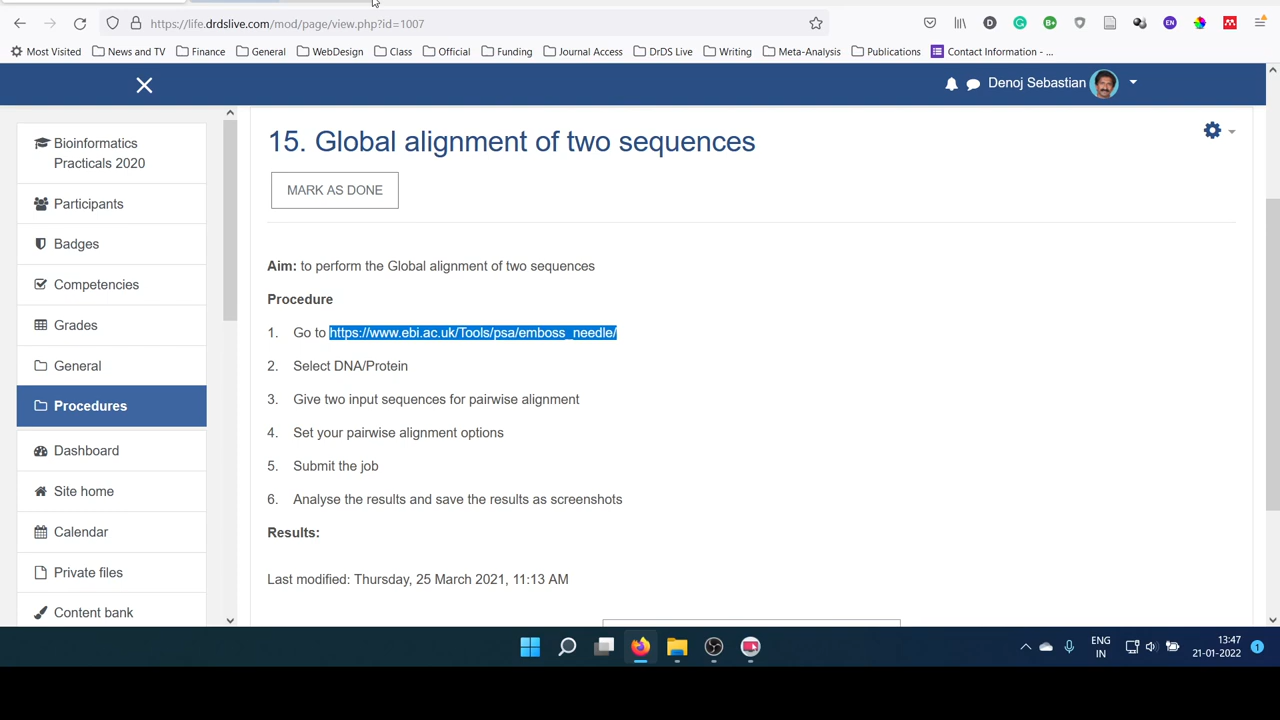 https://life.drdslive.com/mod/page/view.php?id=1007
Most Visited News and TV Finance General WebDesign Class Official Funding Journal Access DrDS Live Writing Meta-Analysis Publications Contact Information - ...
Denoj Sebastian
Bioinformatics
Practicals 2020
Participants
Badges
Competencies
Grades
General
Procedures
Dashboard
Site home
Calendar
Private files
Content bank
15. Global alignment of two sequences
MARK AS DONE
Aim: to perform the Global alignment of two sequences
Procedure
1. Go to https://www.ebi.ac.uk/Tools/psa/emboss_needle/
2. Select DNA/Protein
3. Give two input sequences for pairwise alignment
4. Set your pairwise alignment options
5. Submit the job
6. Analyse the results and save the results as screenshots
Results:
Last modified: Thursday, 25 March 2021, 11:13 AM
ENG
IN
13:47
21-01-2022
1